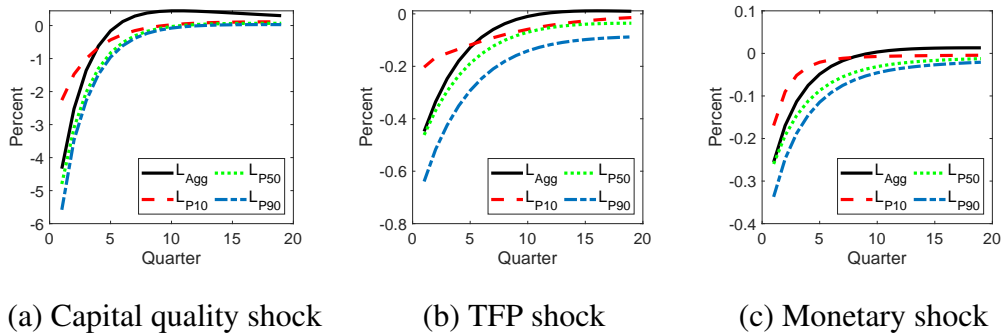 0
-1
-2
-3
-4
-5
-6
Percent
0 5 10 15 20
Quarter
L_Agg L_P50
L_P10 L_P90
0
-0.2
-0.4
-0.6
-0.8
Percent
0 5 10 15 20
Quarter
L_Agg L_P50
L_P10 L_P90
0.1
0
-0.1
-0.2
-0.3
-0.4
Percent
0 5 10 15 20
Quarter
L_Agg L_P50
L_P10 L_P90
(a) Capital quality shock
(b) TFP shock
(c) Monetary shock